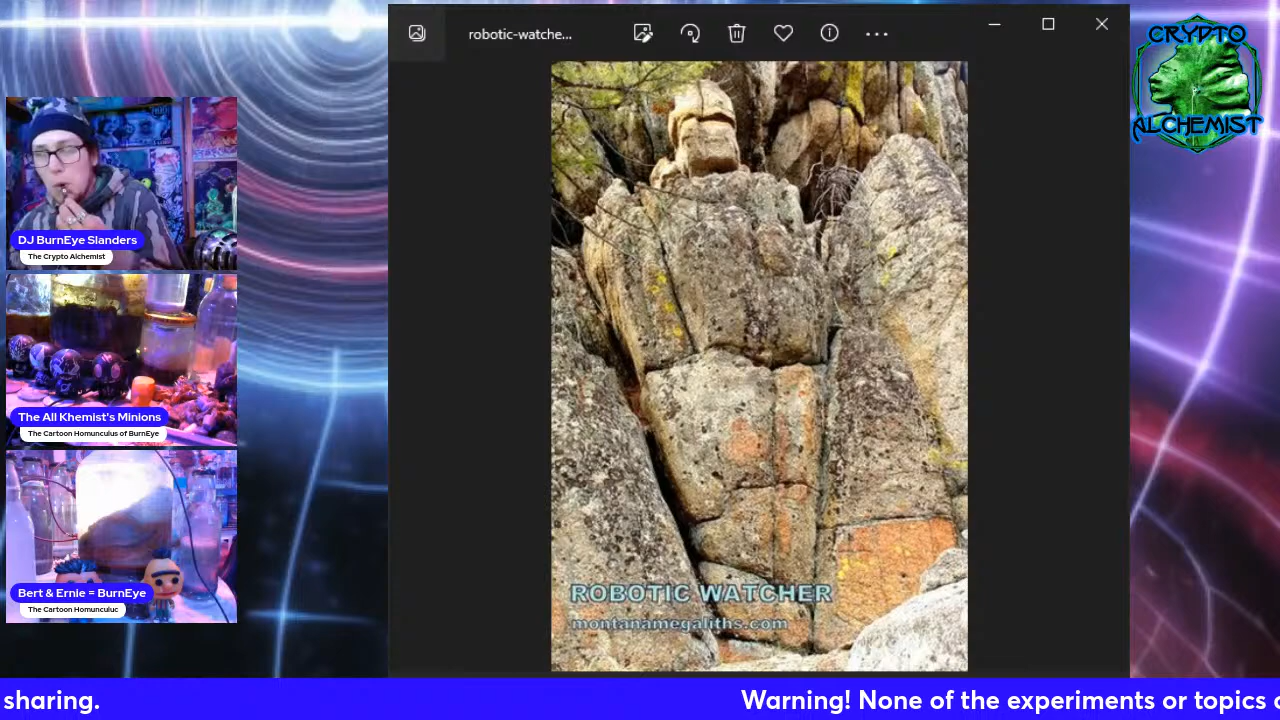 robotic-watche...
CRYPTO
ALCHEMIST
DJ BurnEye Slanders
The Crypto Alchemist
The All Khemist's Minions
The Cartoon Homunculus of BurnEye
Bert & Ernie = BurnEye
The Cartoon Homunculuc
ROBOTIC WATCHER
montanamegaliths.com
sharing.
Warning! None of the experiments or topics